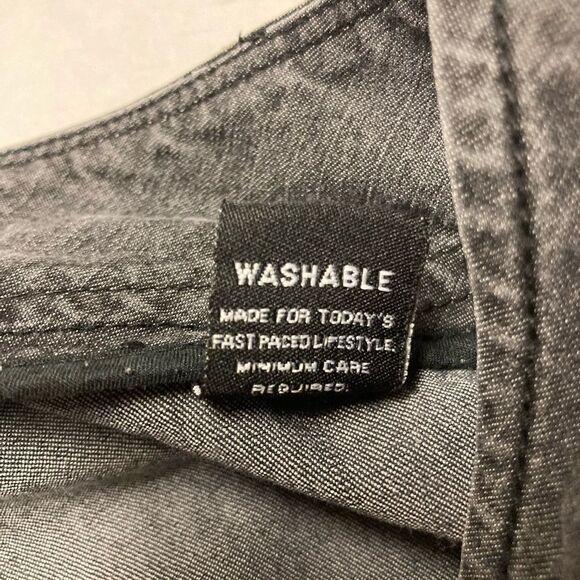 WASHABLE
MADE FOR TODAY'S
FAST PACED LIFESTYLE.
MINIMUM CARE
REQUIRED.